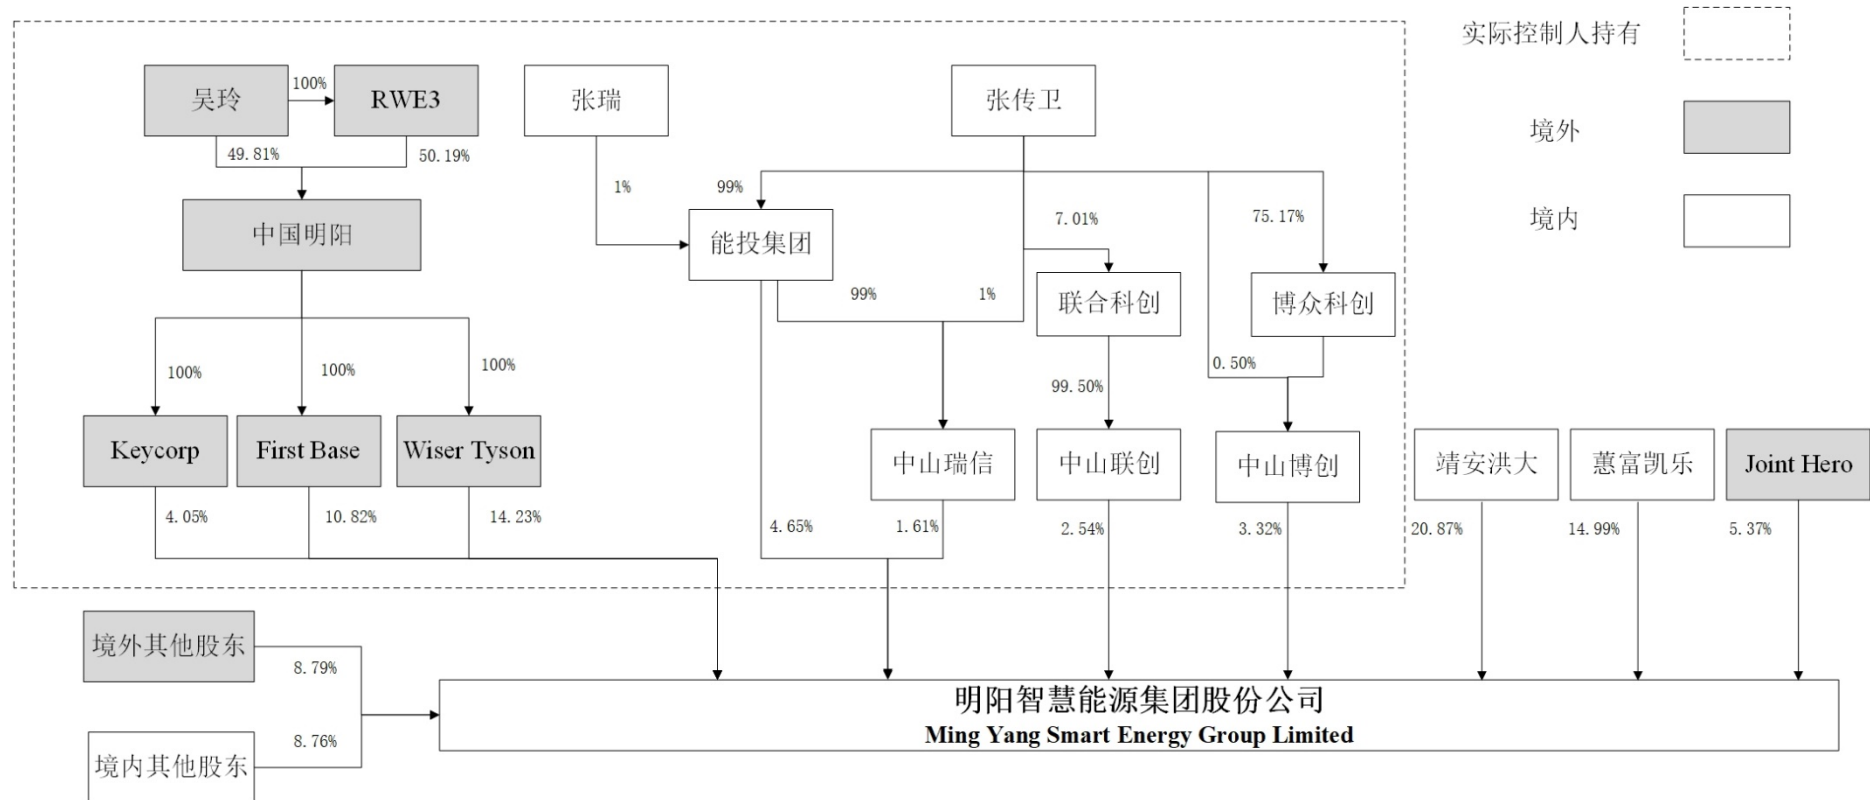 实际控制人持有
吴玲
100%
RWE3
张瑞
张传卫
境外
49.81%
50.19%
1%
99%
7.01%
75.17%
境内
中国明阳
能投集团
99%
1%
联合科创
博众科创
100%
100%
100%
99.50%
0.50%
Keycorp
First Base
Wiser Tyson
中山瑞信
中山联创
中山博创
靖安洪大
蕙富凯乐
Joint Hero
4.05%
10.82%
14.23%
4.65%
1.61%
2.54%
3.32%
20.87%
14.99%
5.37%
境外其他股东
8.79%
明阳智慧能源集团股份公司
Ming Yang Smart Energy Group Limited
8.76%
境内其他股东